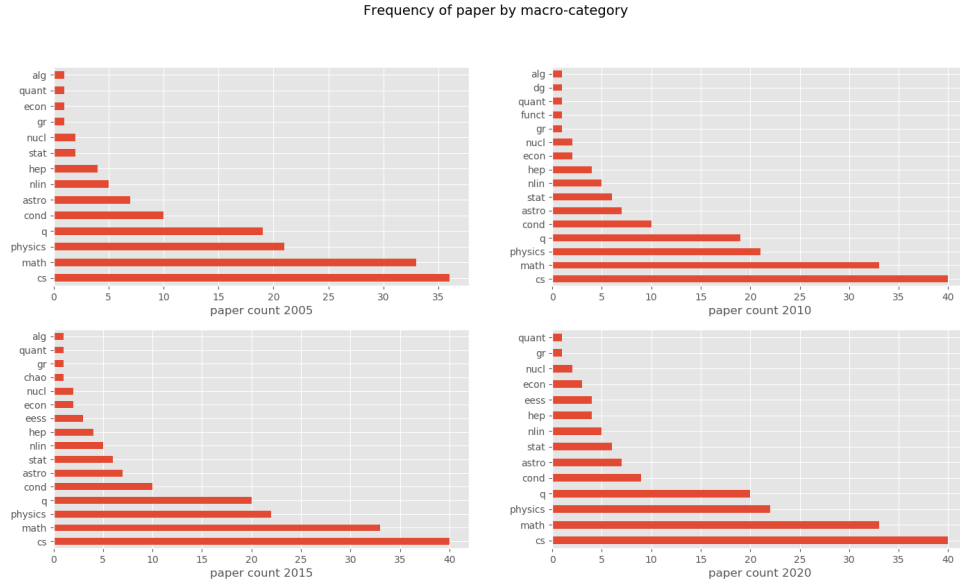 Frequency of paper by macro-category
alg
quant
econ
gr
nucl
stat
hep
nlin
astro
cond
q
physics
math
cs
0 5 10 15 20 25 30 35
paper count 2005
alg
dg
quant
funct
gr
nucl
econ
hep
nlin
stat
astro
cond
q
physics
math
cs
0 5 10 15 20 25 30 35 40
paper count 2010
alg
quant
gr
chao
nucl
econ
eess
hep
nlin
stat
astro
cond
q
physics
math
cs
0 5 10 15 20 25 30 35 40
paper count 2015
quant
gr
nucl
econ
eess
hep
nlin
stat
astro
cond
q
physics
math
cs
0 5 10 15 20 25 30 35 40
paper count 2020